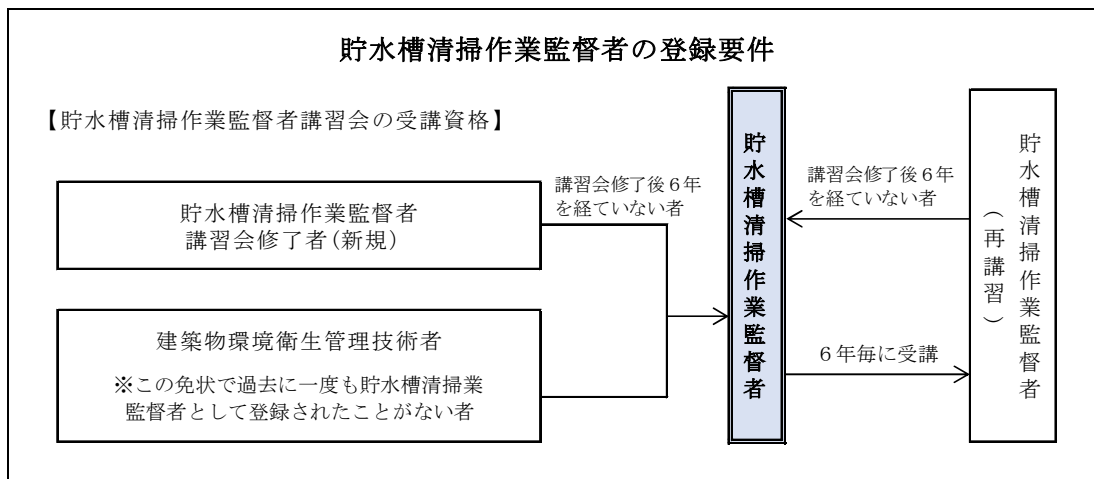 貯水槽清掃作業監督者の登録要件
【貯水槽清掃作業監督者講習会の受講資格】
貯水槽清掃作業監督者
講習会修了者(新規)
講習会修了後6年
を経ていない者
建築物環境衛生管理技術者
※この免状で過去に一度も貯水槽清掃業
監督者として登録されたことがない者
貯水槽清掃作業監督者
講習会修了後6年
を経ていない者
6年毎に受講
貯水槽清掃作業監督者
(再講習)